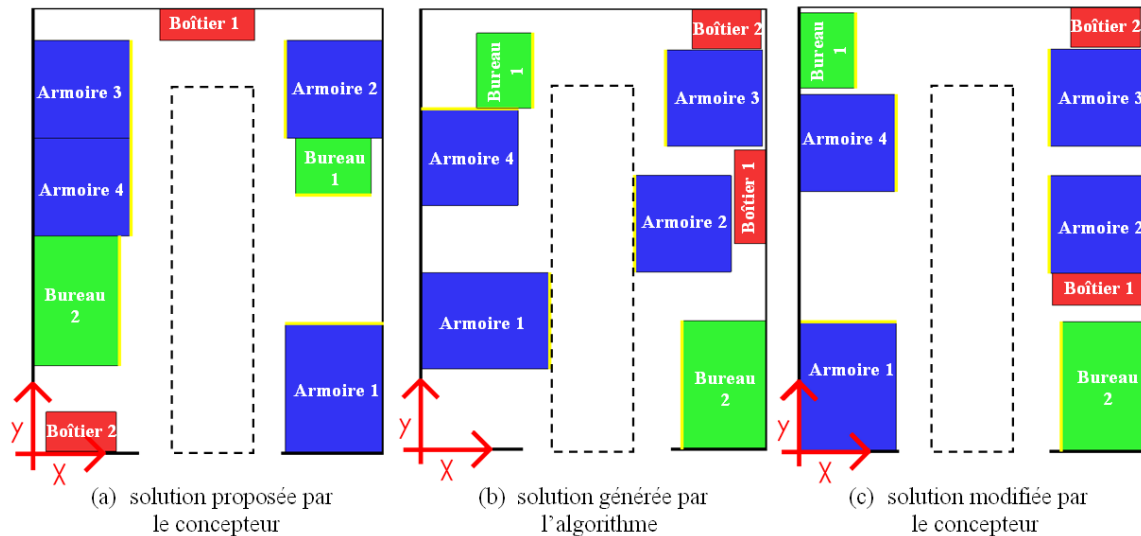 Boîtier 1
Armoire 3
Armoire 2
Armoire 4
Bureau
1
Bureau
2
Armoire 1
Boîtier 2
y
X
(a) solution proposée par
le concepteur
Boîtier 2
Bureau
1
Armoire 3
Armoire 4
Boîtier 1
Armoire 2
Armoire 1
Bureau
2
y
X
(b) solution générée par
l'algorithme
Boîtier 2
Bureau
1
Armoire 3
Armoire 4
Armoire 2
Boîtier 1
Armoire 1
Bureau
2
y
X
(c) solution modifiée par
le concepteur